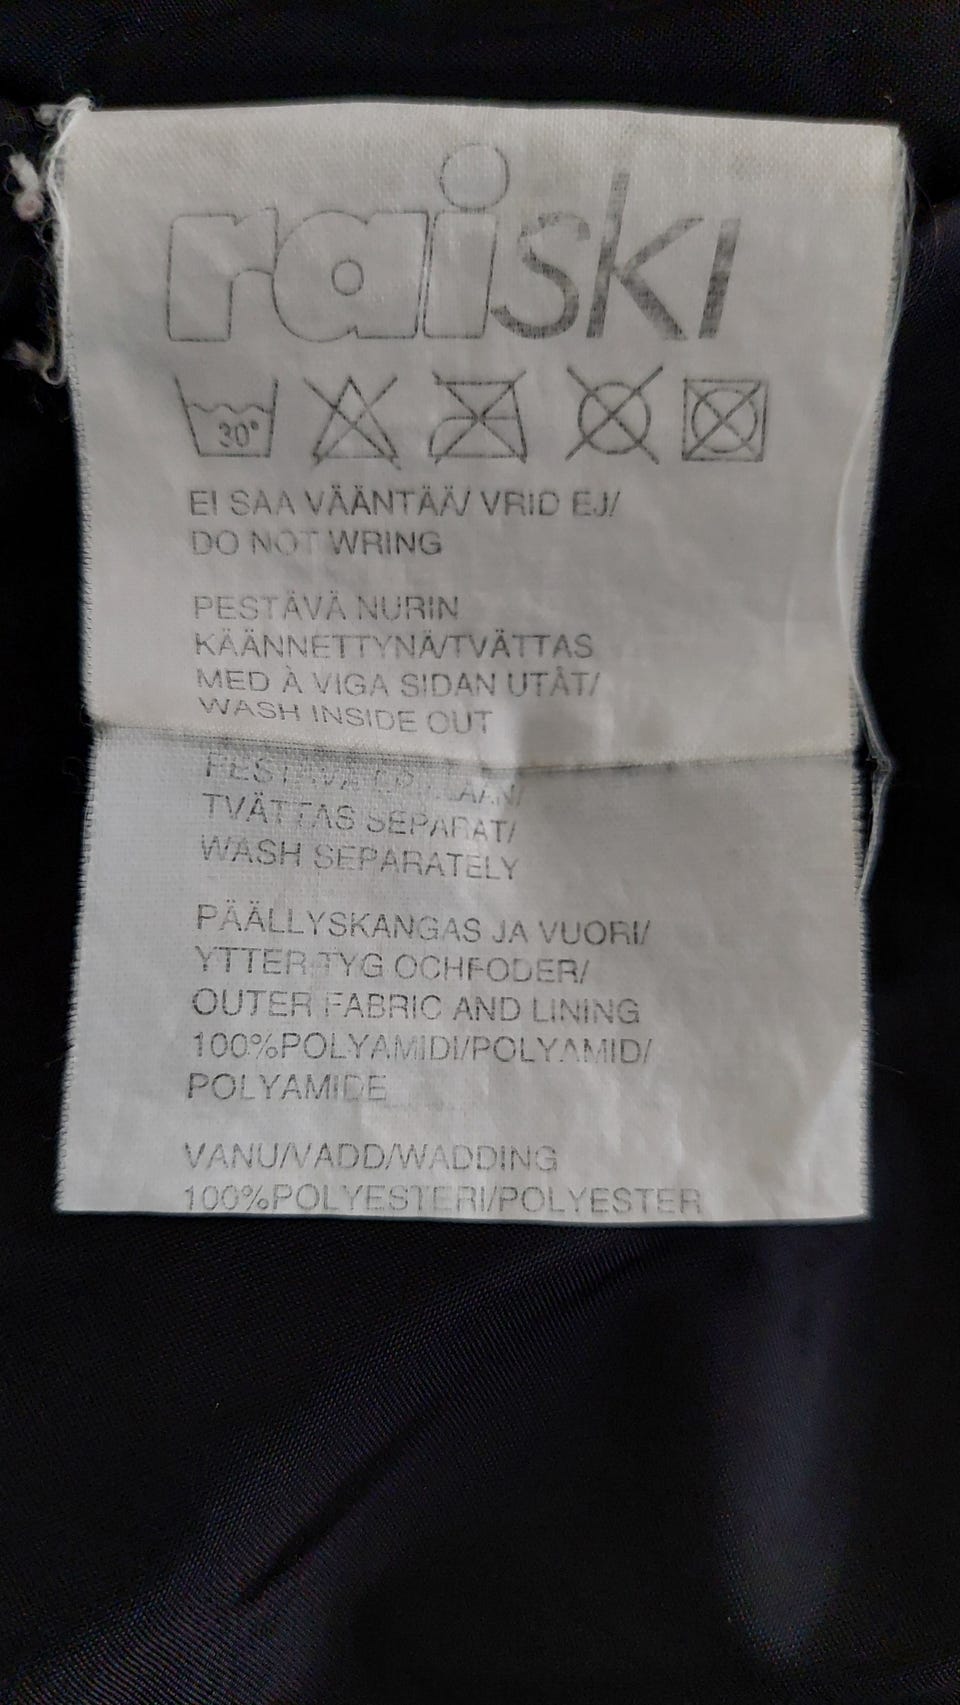 raiski
30°
EI SAA VÄÄNTÄÄ/ VRID EJ/
DO NOT WRING
PESTÄVÄ NURIN
KÄÄNNETTYNÄ/TVÄTTAS
MED À VIGA SIDAN UTÅT/
WASH INSIDE OUT
PESTÄVÄ ERILLÄÄN/
TVÄTTAS SEPARAT/
WASH SEPARATELY
PÄÄLLYSKANGAS JA VUORI/
YTTER TYG OCHFODER/
OUTER FABRIC AND LINING
100%POLYAMIDI/POLYAMID/
POLYAMIDE
VANU/VADD/WADDING
100%POLYESTERI/POLYESTER